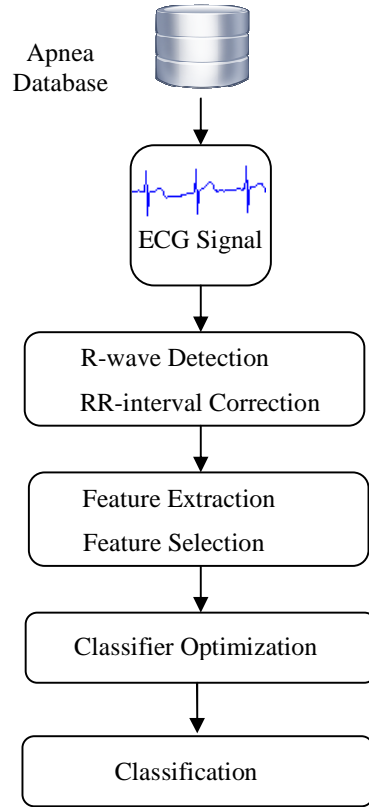 Apnea
Database
ECG Signal
R-wave Detection
RR-interval Correction
Feature Extraction
Feature Selection
Classifier Optimization
Classification